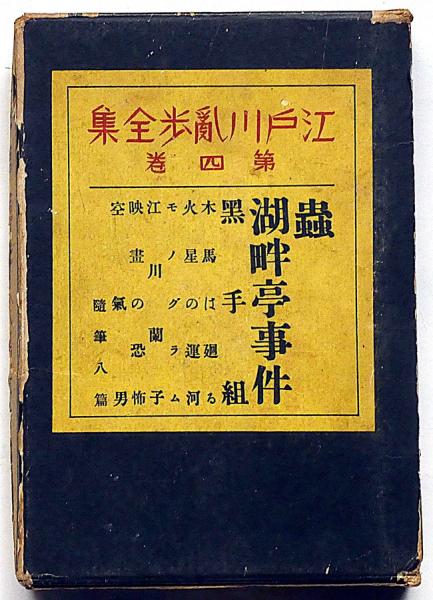 江戸川亂歩全集
第四巻
蟲
湖畔亭事件
黑手組
木馬は廻る
火星の運河
モノグラム
江川蘭子
映畫の恐怖
空氣男
隨筆八篇